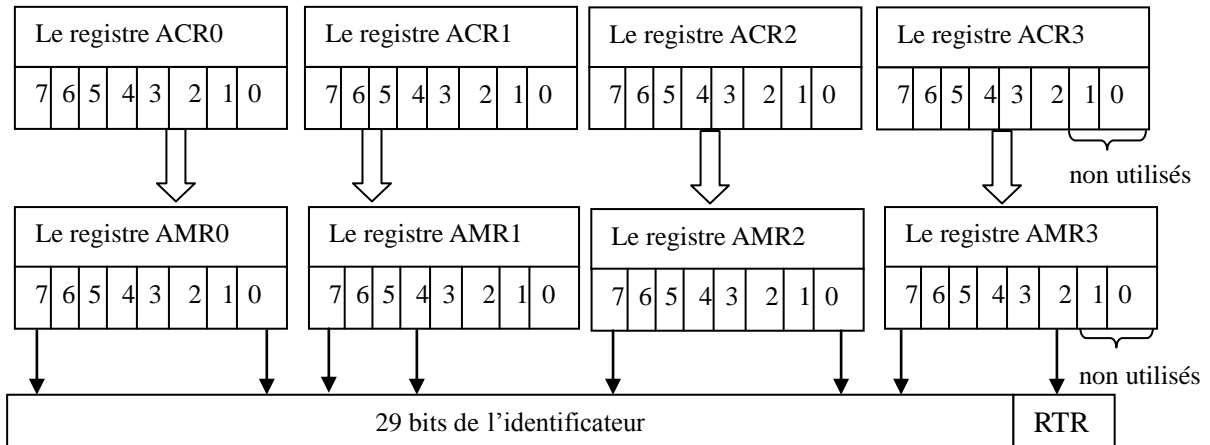 Le registre ACR0 Le registre ACR1 Le registre ACR2 Le registre ACR3
7 6 5 4 3 2 1 0 7 6 5 4 3 2 1 0 7 6 5 4 3 2 1 0 7 6 5 4 3 2 1 0
non utilisés
Le registre AMR0 Le registre AMR1 Le registre AMR2 Le registre AMR3
7 6 5 4 3 2 1 0 7 6 5 4 3 2 1 0 7 6 5 4 3 2 1 0 7 6 5 4 3 2 1 0
non utilisés
29 bits de l’identificateur RTR